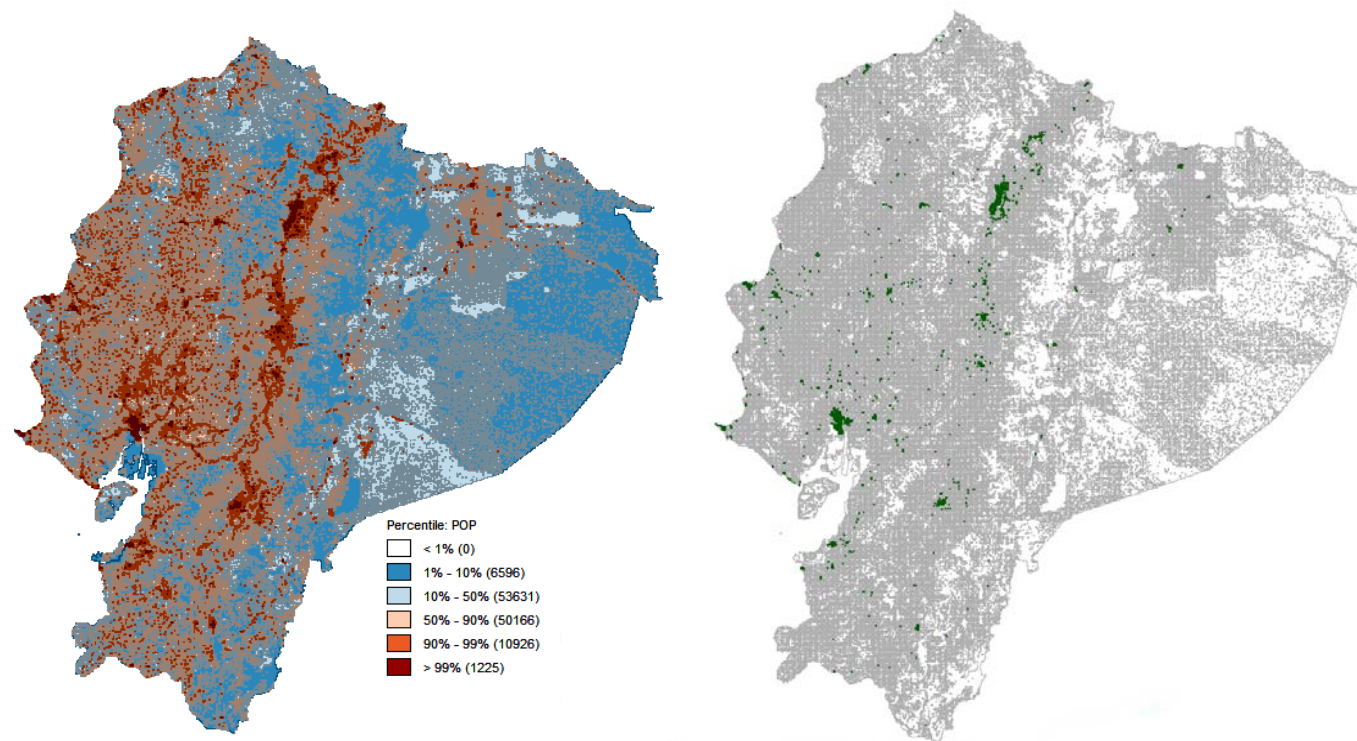 Percentile: POP
< 1% (0)
1% - 10% (6596)
10% - 50% (53631)
50% - 90% (50166)
90% - 99% (10926)
> 99% (1225)